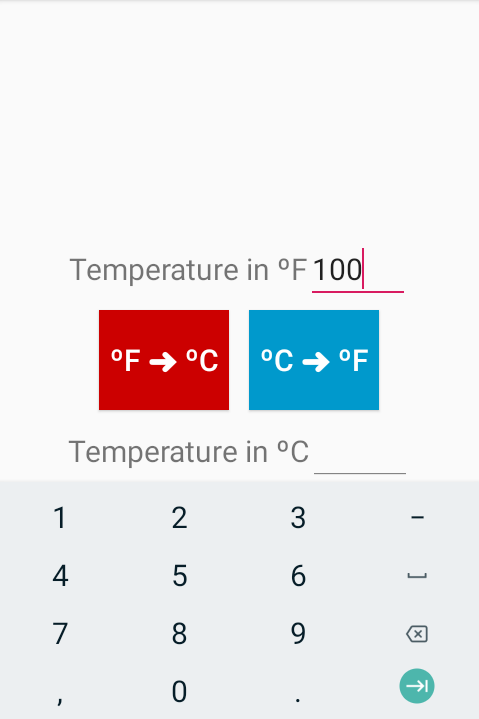 Temperature in ºF 100
ºF ➜ ºC ºC ➜ ºF
Temperature in ºC
1 2 3 –
4 5 6
7 8 9
, 0 .